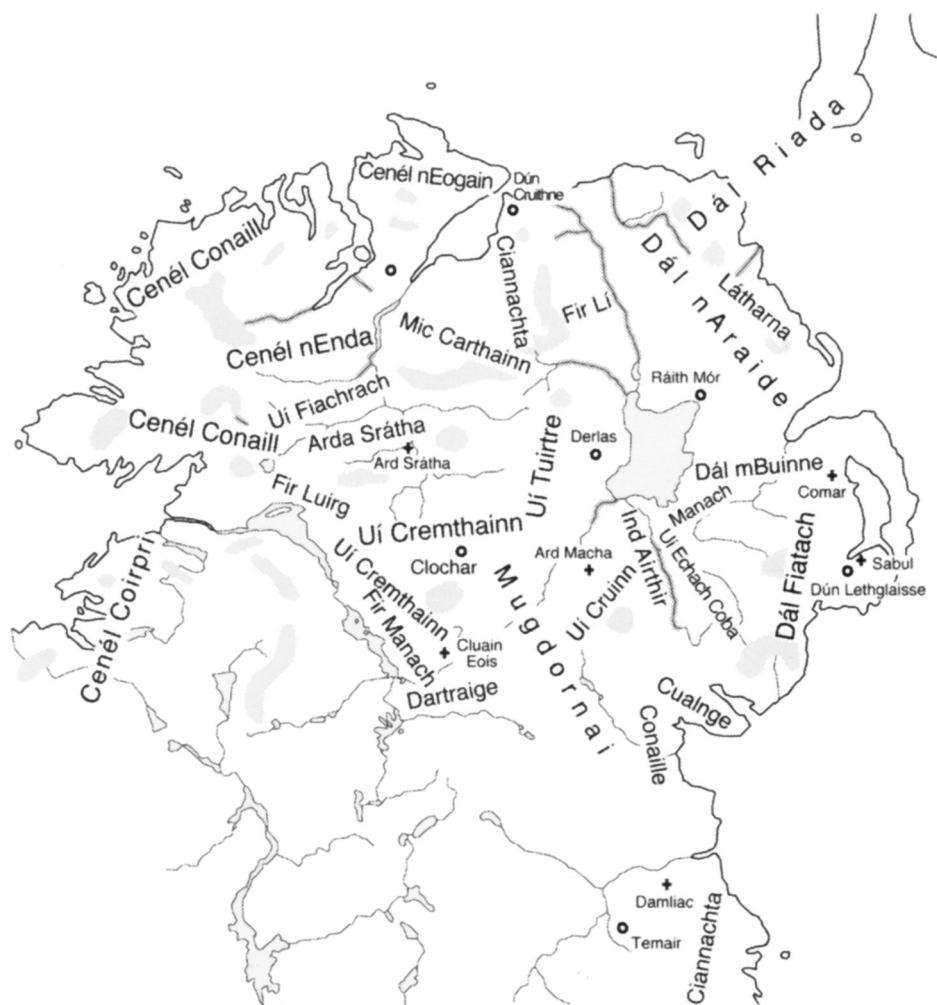 Dál Riada
Cenél nEogain
Dún
Cruithne
Cenél Conaill
Ciannachta
Dál nAraide
Látharna
Fir Lí
Mic Carthainn
Cenél nEnda
Ráith Mór
Uí Fiachrach
Cenél Conaill
Arda Srátha
Ard Srátha
Uí Tuirtre
Derlas
Dál mBuinne
Comar
Manach
Fir Luirg
Uí Cremthainn
Clochar
Ind Airthir
Uí Echach Coba
Ard Macha
Dál Fiatach
Sabul
Dún Lethglaisse
Cenél Coirpri
Uí Cremthainn
Fir Manach
Mugdornai
Uí Cruinn
Cluain
Eois
Dartraige
Cualnge
Conaille
Damliac
Temair
Ciannachta